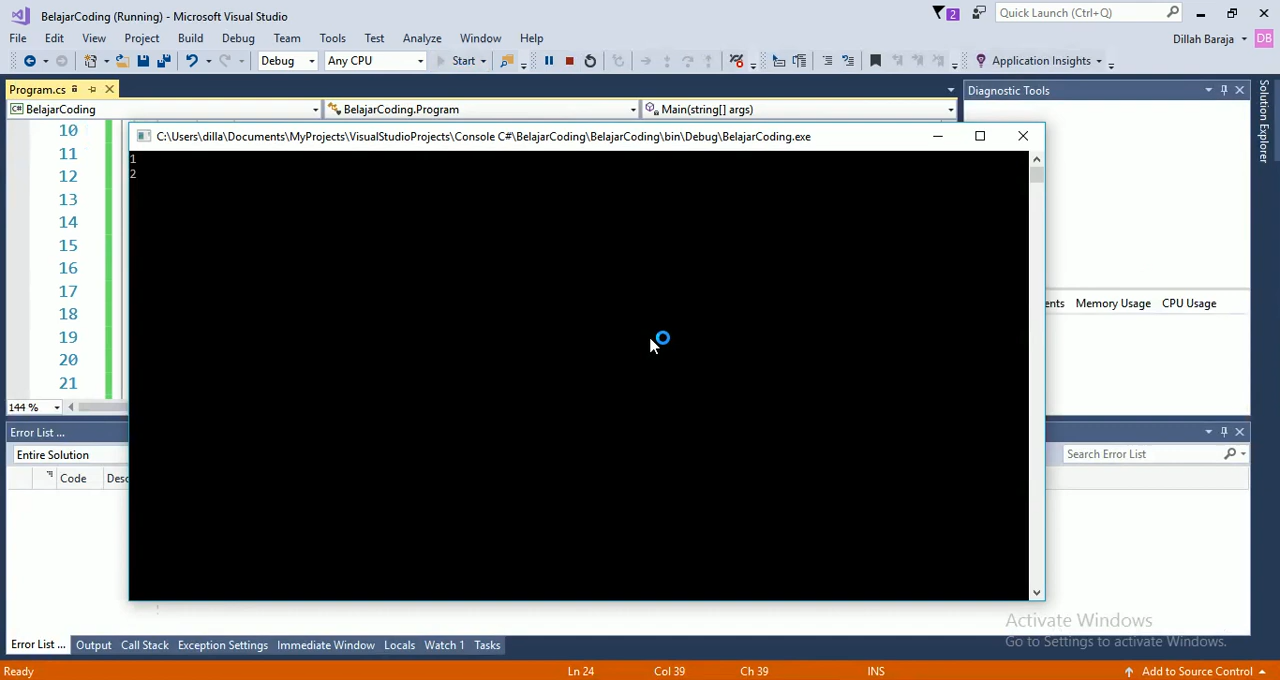 BelajarCoding (Running) - Microsoft Visual Studio
2
Quick Launch (Ctrl+Q)
File Edit View Project Build Debug Team Tools Test Analyze Window Help
Dillah Baraja
DB
Debug
Any CPU
Start
Application Insights
Program.cs
Diagnostic Tools
Solution Explorer
C# BelajarCoding
BelajarCoding.Program
Main(string[] args)
10
11
12
13
14
15
16
17
18
19
20
21
C:\Users\dilla\Documents\MyProjects\VisualStudioProjects\Console C#\BelajarCoding\BelajarCoding\bin\Debug\BelajarCoding.exe
1
2
ents Memory Usage CPU Usage
144 %
Error List ...
Entire Solution
Search Error List
Code
Desc
Activate Windows
Go to Settings to activate Windows.
Error List ... Output Call Stack Exception Settings Immediate Window Locals Watch 1 Tasks
Ready
Ln 24
Col 39
Ch 39
INS
Add to Source Control